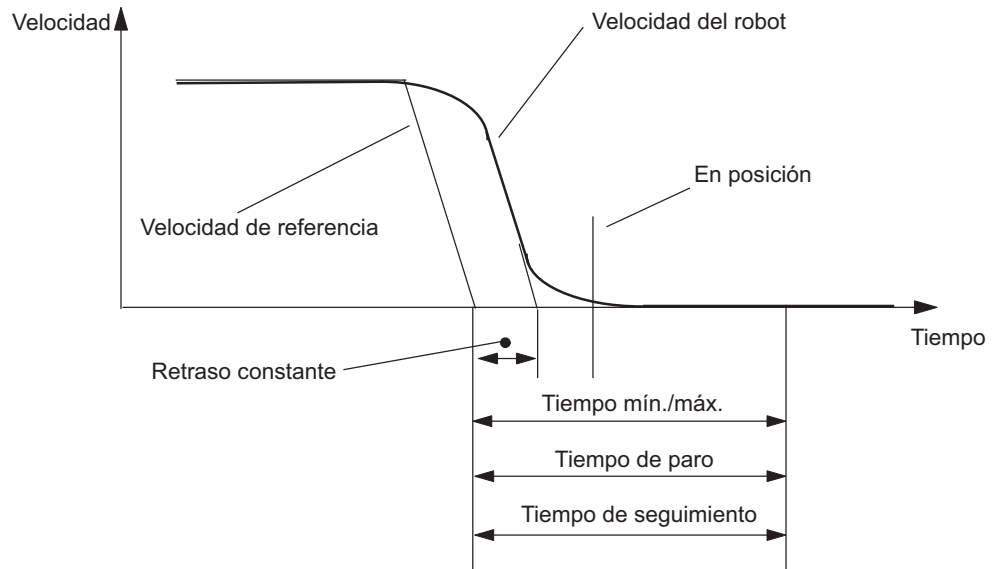 Velocidad
Velocidad del robot
En posición
Velocidad de referencia
Tiempo
Retraso constante
Tiempo mín./máx.
Tiempo de paro
Tiempo de seguimiento